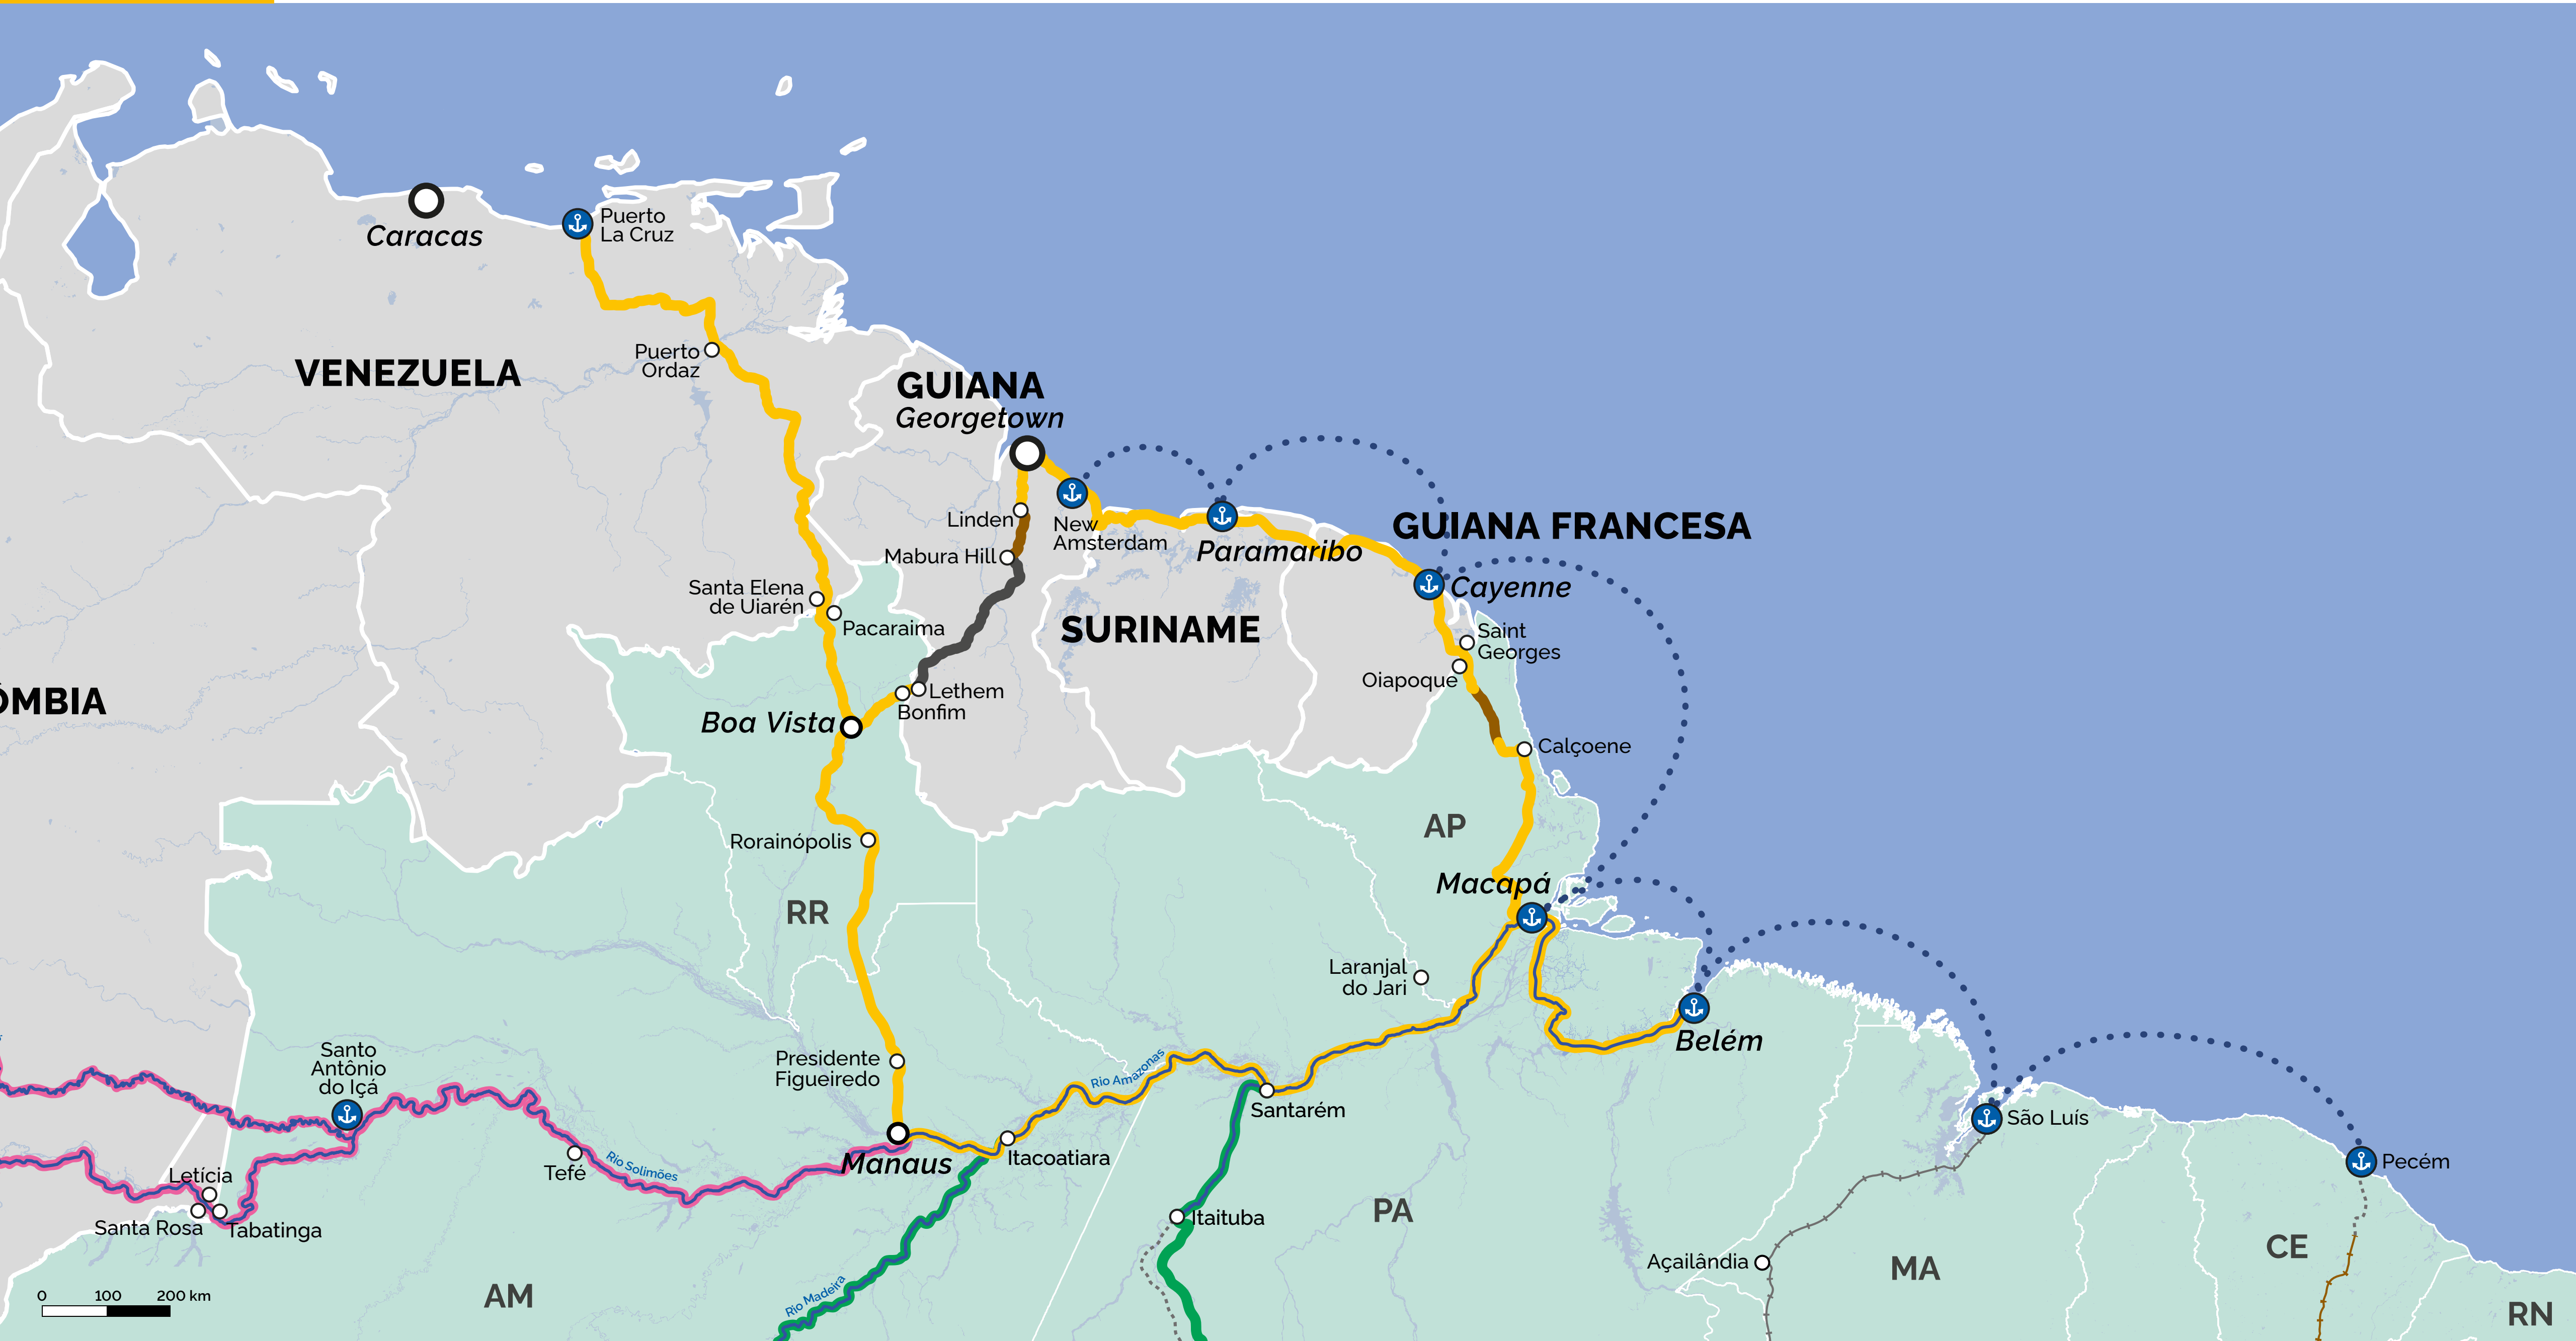 Caracas
Puerto
La Cruz
VENEZUELA
Puerto
Ordaz
GUIANA
Georgetown
Linden
New
Amsterdam
Mabura Hill
Paramaribo
GUIANA FRANCESA
Cayenne
SURINAME
Santa Elena
de Uiarén
Pacaraima
Saint
Georges
Oiapoque
ÔMBIA
Lethem
Bonfim
Boa Vista
Calçoene
AP
Rorainópolis
RR
Macapá
Laranjal
do Jari
Belém
Santo
Antônio
do Içá
Presidente
Figueiredo
Rio Amazonas
Santarém
São Luís
Manaus
Itacoatiara
Pecém
Tefé
Rio Solimões
Letícia
Santa Rosa
Tabatinga
Itaituba
PA
Açailândia
MA
CE
AM
Rio Madeira
RN
0 100 200 km